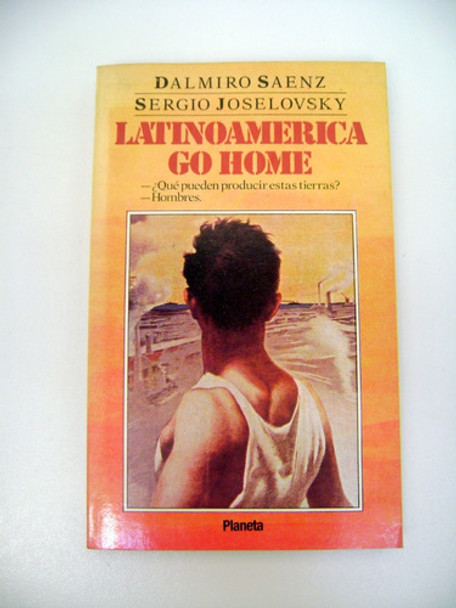 DALMIRO SAENZ
SERGIO JOSELOVSKY
LATINOAMERICA
GO HOME
—¿Qué pueden producir estas tierras?
—Hombres.
Planeta